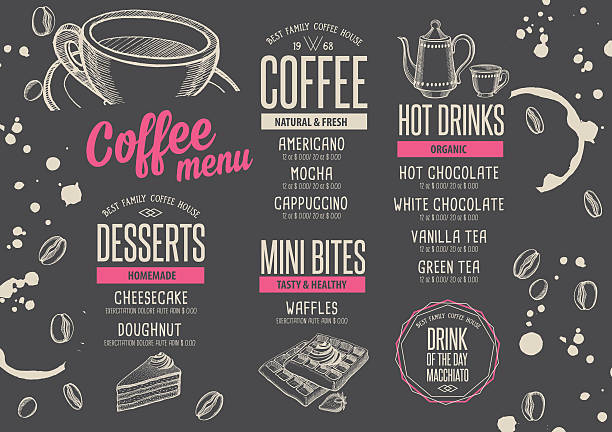 Coffee
menu
BEST FAMILY COFFEE HOUSE
DESSERTS
HOMEMADE
CHEESECAKE
EXERCITATION DOLORE AUTE ADIN $ 0.00
DOUGHNUT
EXERCITATION DOLORE AUTE ADIN $ 0.00
BEST FAMILY COFFEE HOUSE
19 68
COFFEE
NATURAL & FRESH
AMERICANO
12 oz $ 0.00/ 20 oz $ 0.00
MOCHA
12 oz $ 0.00/ 20 oz $ 0.00
CAPPUCCINO
12 oz $ 0.00/ 20 oz $ 0.00
MINI BITES
TASTY & HEALTHY
WAFFLES
EXERCITATION DOLORE AUTE ADIN $ 0.00
HOT DRINKS
ORGANIC
HOT CHOCOLATE
12 oz $ 0.00/ 20 oz $ 0.00
WHITE CHOCOLATE
12 oz $ 0.00/ 20 oz $ 0.00
VANILLA TEA
12 oz $ 0.00/ 20 oz $ 0.00
GREEN TEA
12 oz $ 0.00/ 20 oz $ 0.00
BEST FAMILY COFFEE HOUSE
DRINK
OF THE DAY
MACCHIATO